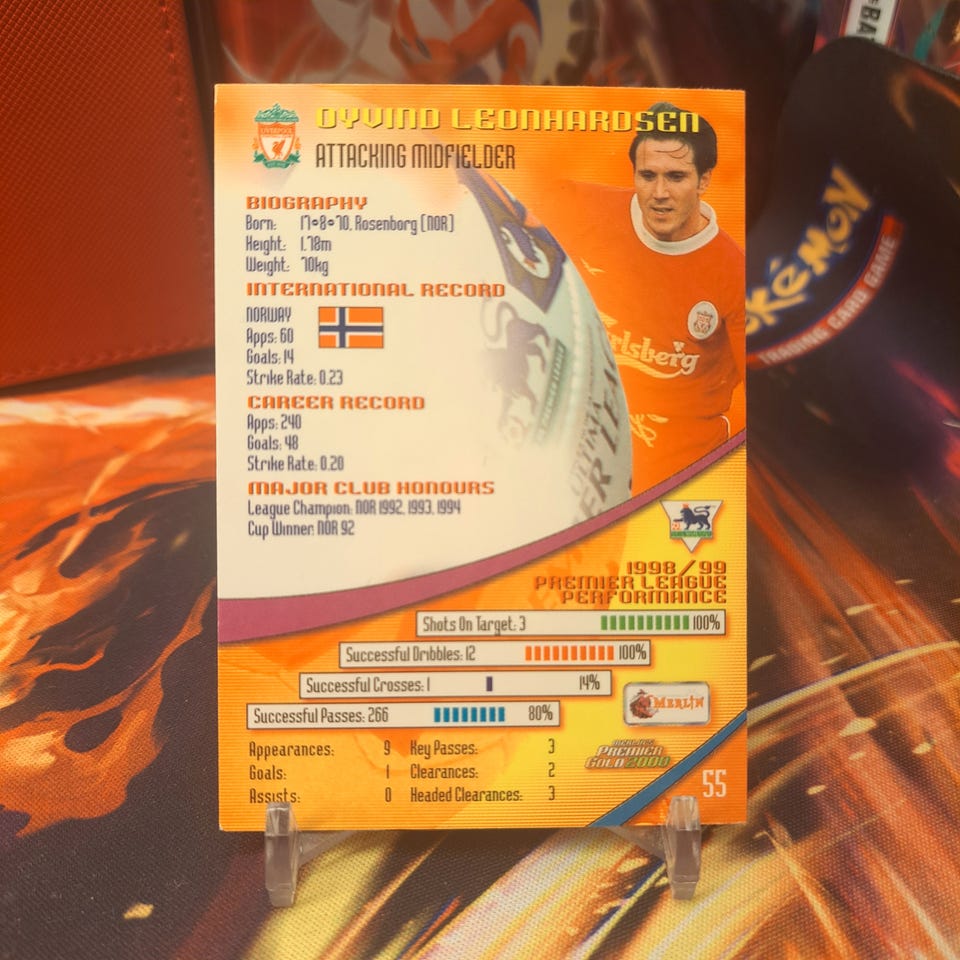 LIVERPOOL
OYVIND LEONHARDSEN
ATTACKING MIDFIELDER
BIOGRAPHY
Born: 17•8•70, Rosenborg (NOR)
Height: 1.78m
Weight: 70kg
INTERNATIONAL RECORD
NORWAY
Apps: 60
Goals: 14
Strike Rate: 0.23
CAREER RECORD
Apps: 240
Goals: 48
Strike Rate: 0.20
MAJOR CLUB HONOURS
League Champion: NOR 1992, 1993, 1994
Cup Winner: NOR 92
rlsberg
1998/99
PREMIER LEAGUE
PERFORMANCE
Shots On Target: 3 100%
Successful Dribbles: 12 100%
Successful Crosses: 1 14%
Successful Passes: 266 80%
Appearances: 9 Key Passes: 3
Goals: 1 Clearances: 2
Assists: 0 Headed Clearances: 3
MERLIN
MERLIN'S
PREMIER
GOLD 2000
55
POKéMON
TRADING CARD GAME